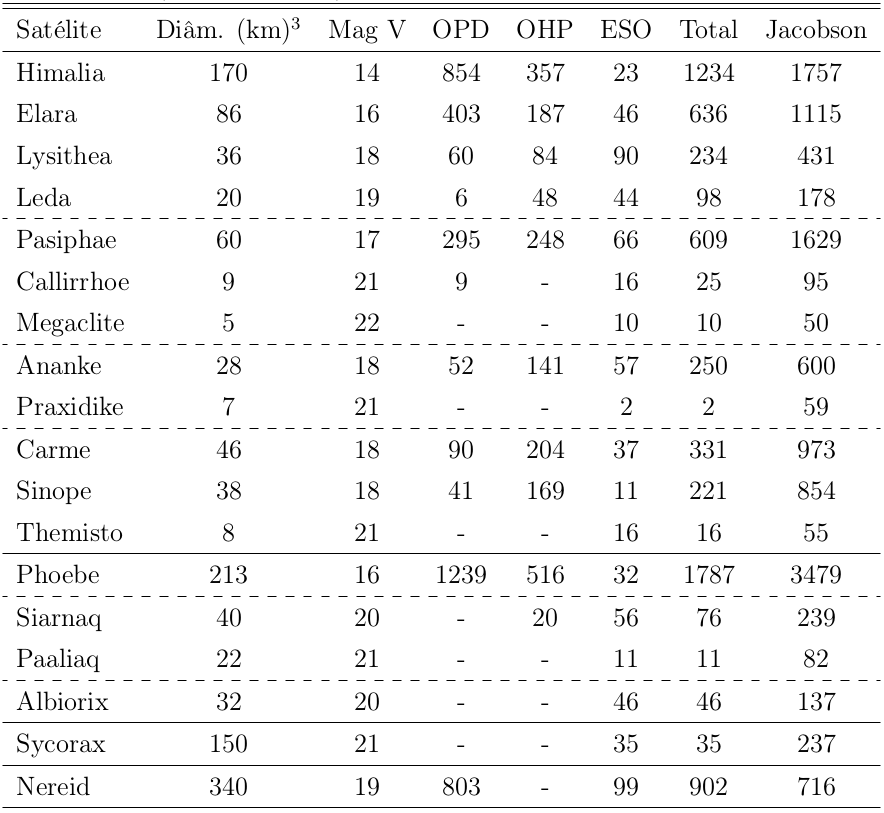 Satélite Diâm. (km)³ Mag V OPD OHP ESO Total Jacobson
Himalia 170 14 854 357 23 1234 1757
Elara 86 16 403 187 46 636 1115
Lysithea 36 18 60 84 90 234 431
Leda 20 19 6 48 44 98 178
Pasiphae 60 17 295 248 66 609 1629
Callirrhoe 9 21 9 - 16 25 95
Megaclite 5 22 - - 10 10 50
Ananke 28 18 52 141 57 250 600
Praxidike 7 21 - - 2 2 59
Carme 46 18 90 204 37 331 973
Sinope 38 18 41 169 11 221 854
Themisto 8 21 - - 16 16 55
Phoebe 213 16 1239 516 32 1787 3479
Siarnaq 40 20 - 20 56 76 239
Paaliaq 22 21 - - 11 11 82
Albiorix 32 20 - - 46 46 137
Sycorax 150 21 - - 35 35 237
Nereid 340 19 803 - 99 902 716